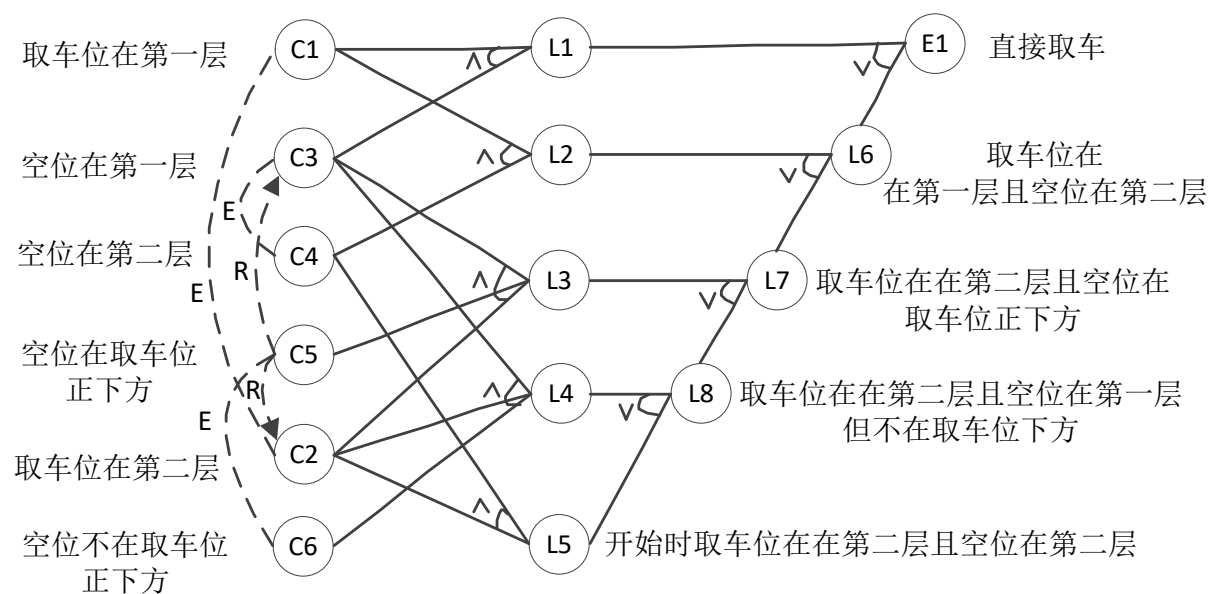 取车位在第一层
C1
L1
E1
直接取车
∧
∨
空位在第一层
C3
L2
L6
取车位在
在第一层且空位在第二层
∧
∨
E
空位在第二层
C4
R
E
L3
L7
取车位在在第二层且空位在
取车位正下方
∧
∨
空位在取车位
正下方
C5
R
E
L4
L8
取车位在在第二层且空位在第一层
但不在取车位下方
∧
∨
取车位在第二层
C2
∧
空位不在取车位
正下方
C6
L5
开始时取车位在在第二层且空位在第二层